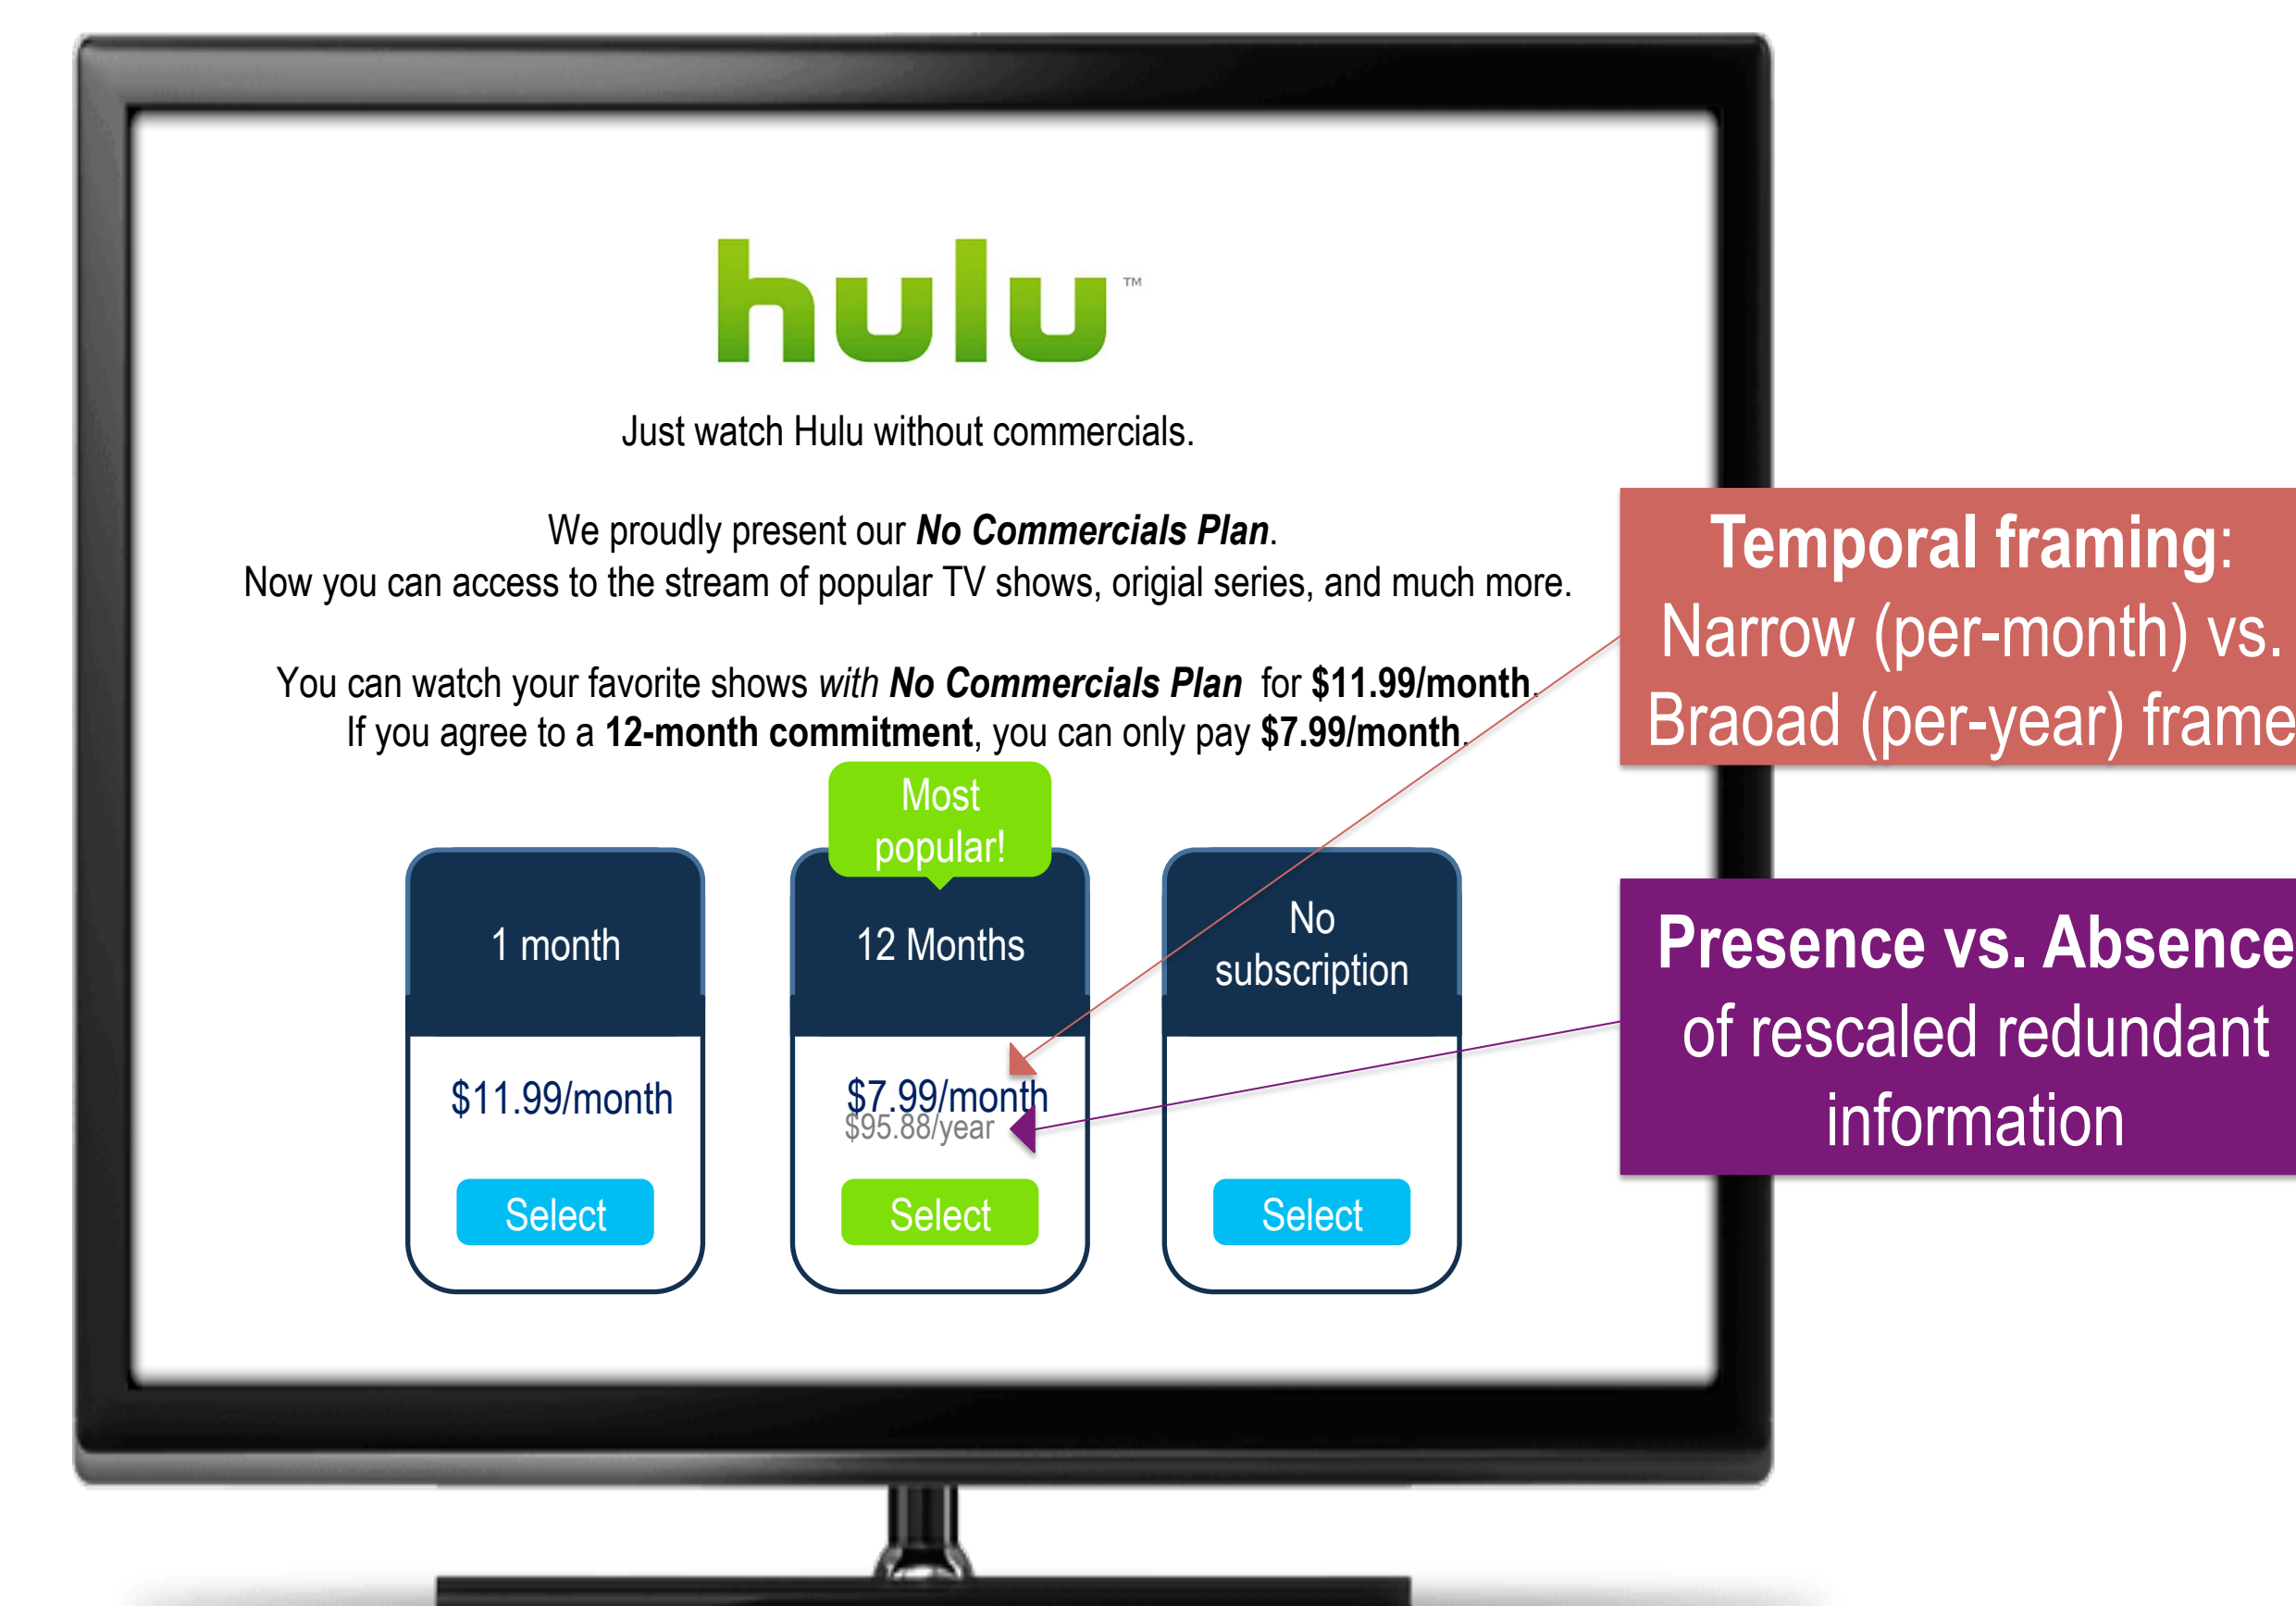 hulu™
Just watch Hulu without commercials.
We proudly present our No Commercials Plan.
Now you can access to the stream of popular TV shows, origial series, and much more.
You can watch your favorite shows with No Commercials Plan for $11.99/month.
If you agree to a 12-month commitment, you can only pay $7.99/month.
Most
popular!
1 month
12 Months
No
subscription
$11.99/month
$7.99/month
$95.88/year
Select
Select
Select
Temporal framing:
Narrow (per-month) vs.
Braoad (per-year) frame
Presence vs. Absence
of rescaled redundant
information